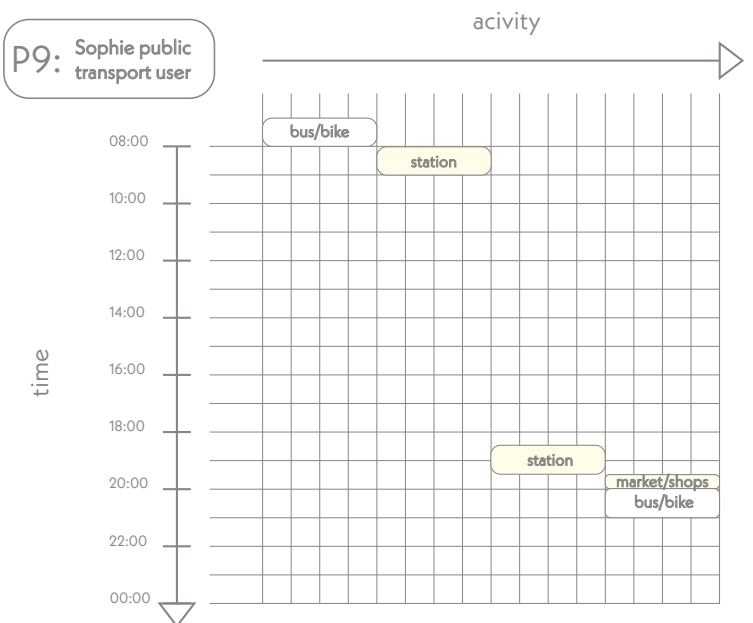 acivity
P9: Sophie public
transport user
bus/bike
08:00
station
10:00
12:00
14:00
time
16:00
18:00
station
market/shops
20:00
bus/bike
22:00
00:00